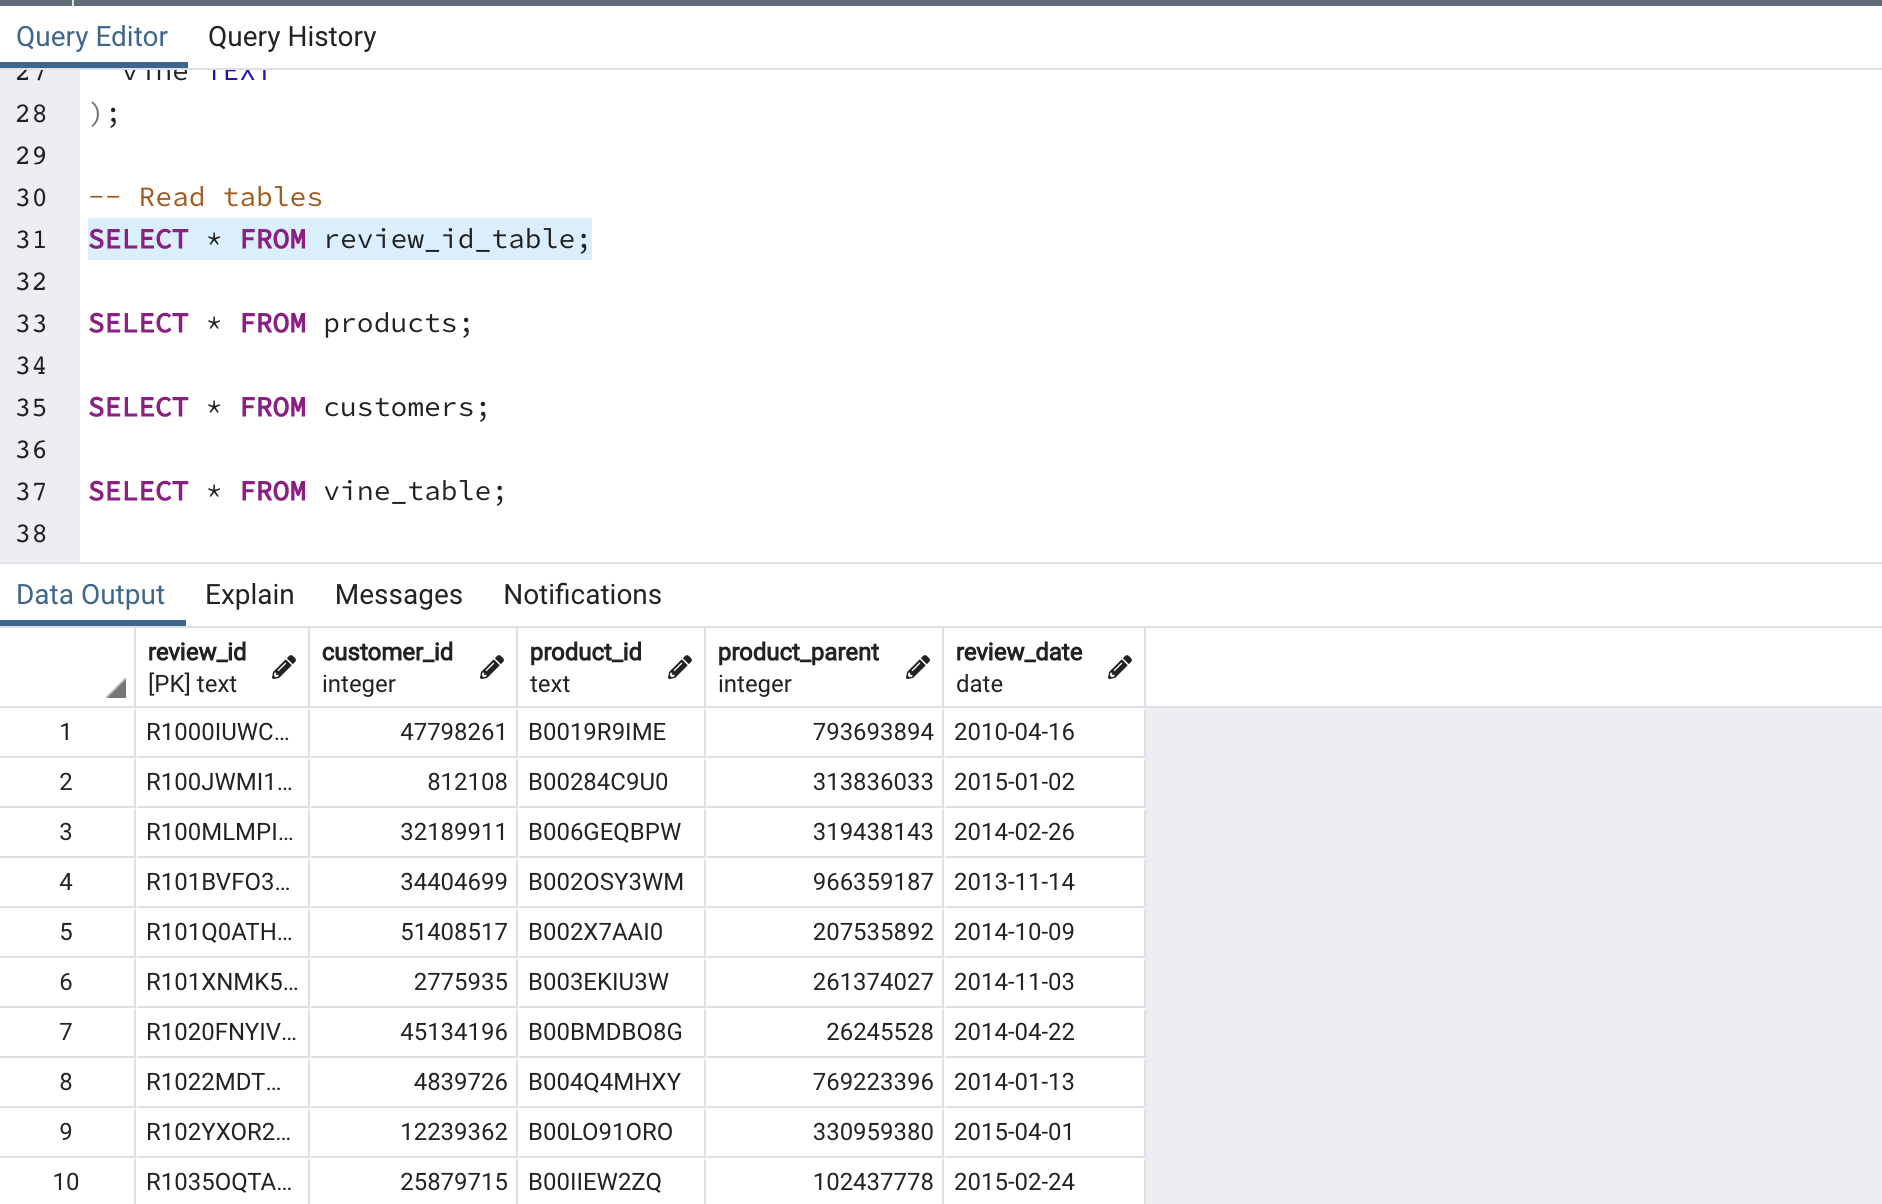 Query Editor Query History
27 vine TEXT
28 );
29
30 -- Read tables
31 SELECT * FROM review_id_table;
32
33 SELECT * FROM products;
34
35 SELECT * FROM customers;
36
37 SELECT * FROM vine_table;
38
Data Output Explain Messages Notifications
review_id customer_id product_id product_parent review_date
[PK] text integer text integer date
1 R1000IUWC... 47798261 B0019R9IME 793693894 2010-04-16
2 R100JWMI1... 812108 B00284C9U0 313836033 2015-01-02
3 R100MLMPI... 32189911 B006GEQBPW 319438143 2014-02-26
4 R101BVFO3... 34404699 B002OSY3WM 966359187 2013-11-14
5 R101Q0ATH... 51408517 B002X7AAI0 207535892 2014-10-09
6 R101XNMK5... 2775935 B003EKIU3W 261374027 2014-11-03
7 R1020FNYIV... 45134196 B00BMDBO8G 26245528 2014-04-22
8 R1022MDT... 4839726 B004Q4MHXY 769223396 2014-01-13
9 R102YXOR2... 12239362 B00LO91ORO 330959380 2015-04-01
10 R1035OQTA... 25879715 B00IIEW2ZQ 102437778 2015-02-24